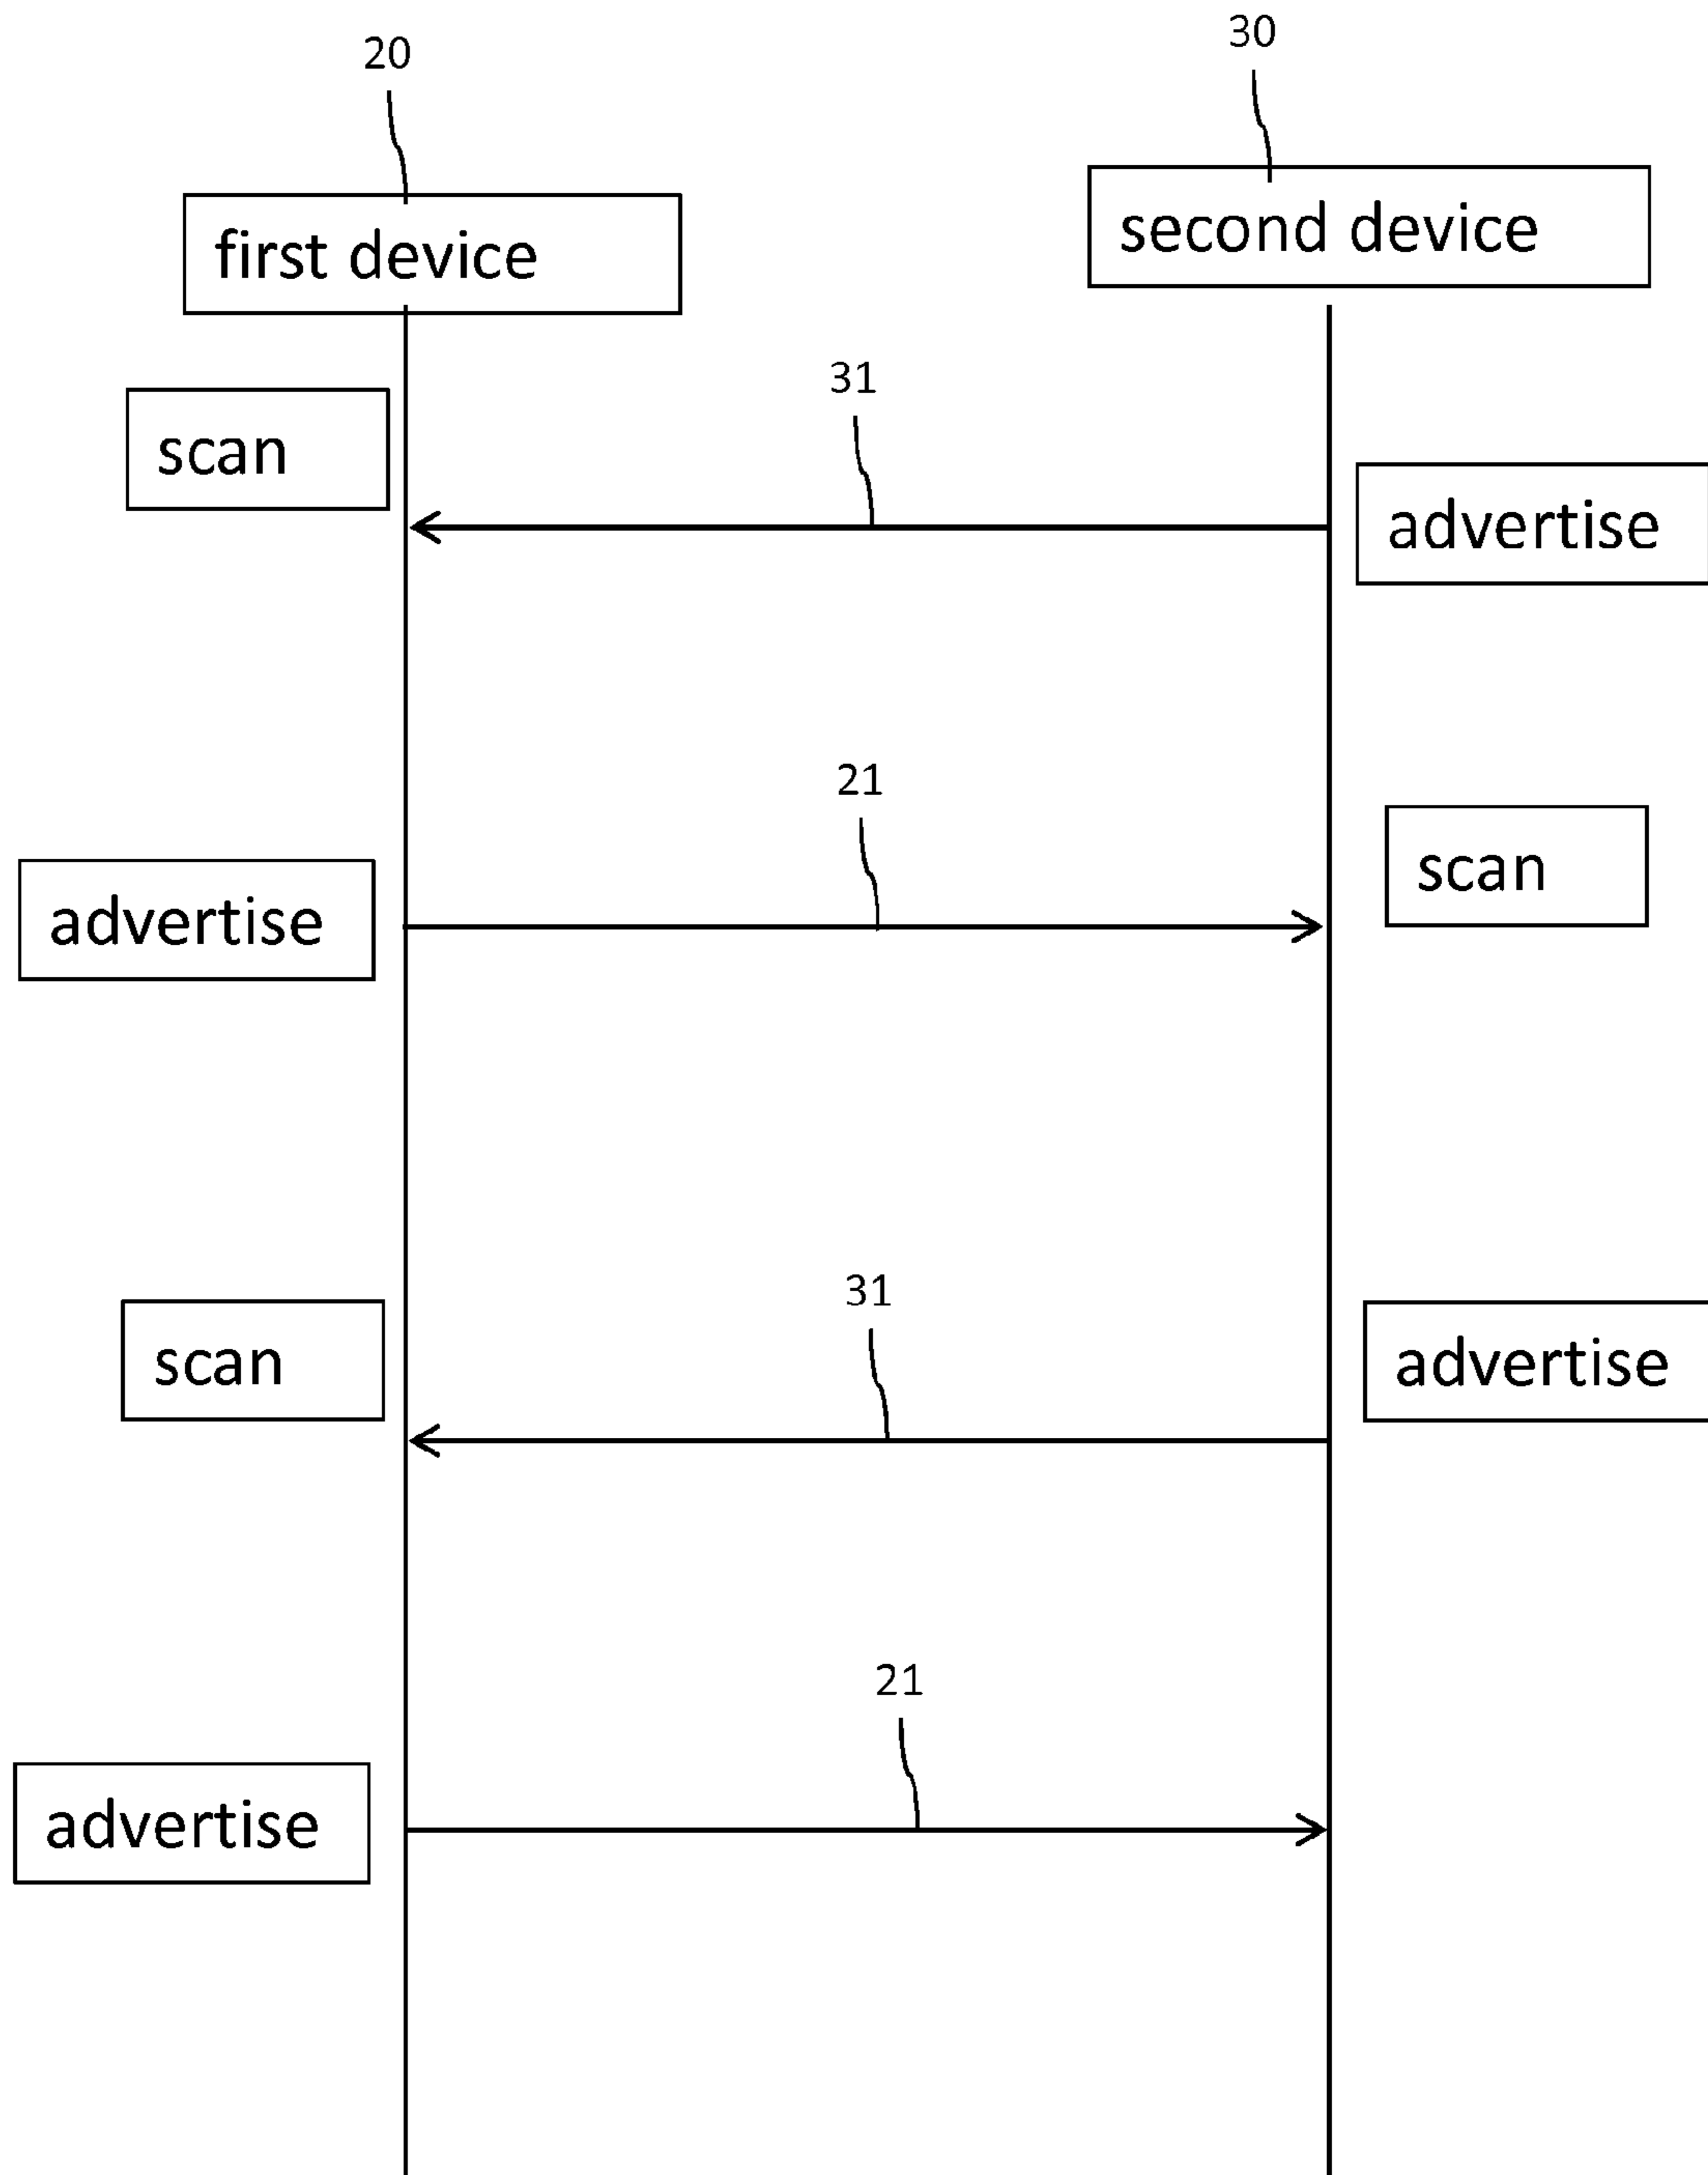 20
30
first device
second device
31
scan
advertise
21
scan
advertise
31
scan
advertise
21
advertise